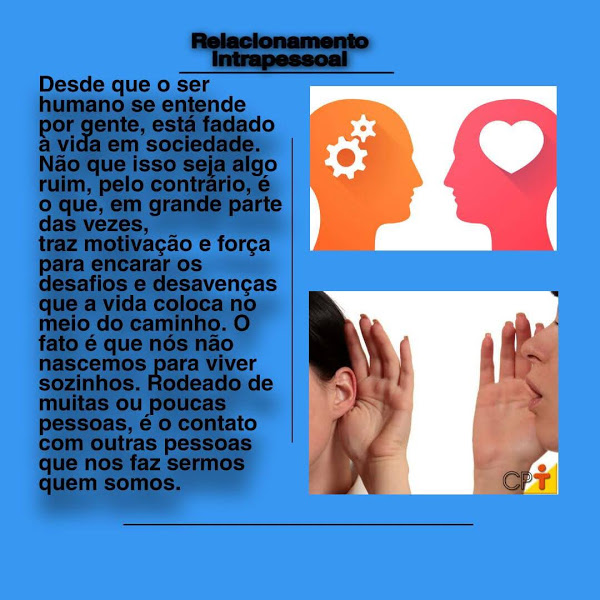 Relacionamento
Intrapessoal
Desde que o ser
humano se entende
por gente, está fadado
à vida em sociedade.
Não que isso seja algo
ruim, pelo contrário, é
o que, em grande parte
das vezes,
traz motivação e força
para encarar os
desafios e desavenças
que a vida coloca no
meio do caminho. O
fato é que nós não
nascemos para viver
sozinhos. Rodeado de
muitas ou poucas
pessoas, é o contato
com outras pessoas
que nos faz sermos
quem somos.
CPT